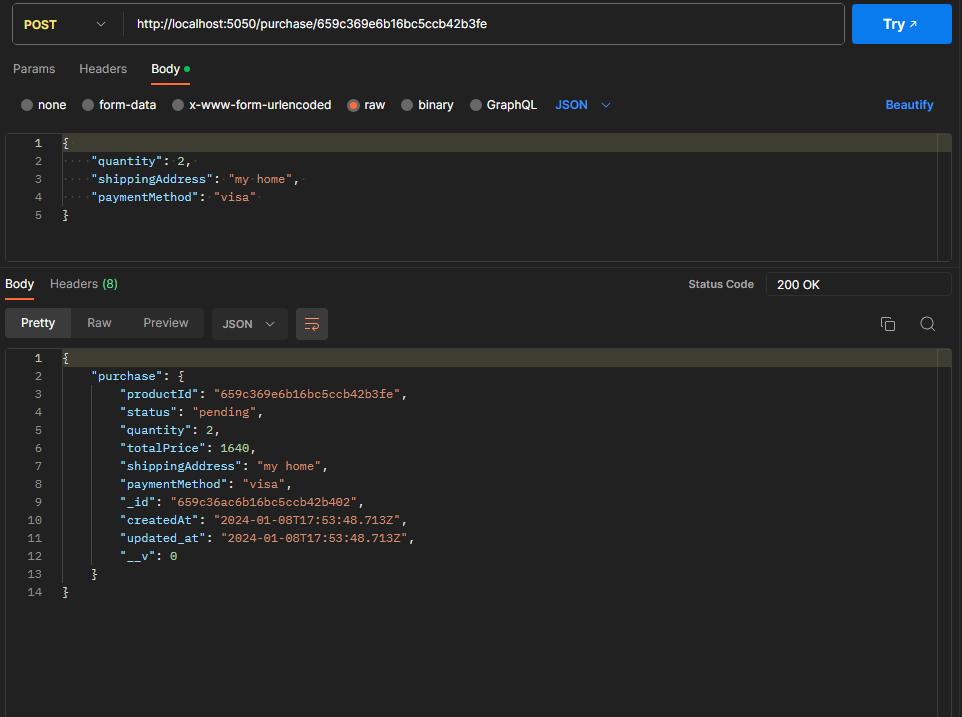 POST http://localhost:5050/purchase/659c369e6b16bc5ccb42b3fe Try ↗
Params Headers Body
none form-data x-www-form-urlencoded raw binary GraphQL JSON Beautify
1 {
2 "quantity": 2,
3 "shippingAddress": "my home",
4 "paymentMethod": "visa"
5 }
Body Headers (8) Status Code 200 OK
Pretty Raw Preview JSON
1 {
2 "purchase": {
3 "productId": "659c369e6b16bc5ccb42b3fe",
4 "status": "pending",
5 "quantity": 2,
6 "totalPrice": 1640,
7 "shippingAddress": "my home",
8 "paymentMethod": "visa",
9 "_id": "659c36ac6b16bc5ccb42b402",
10 "createdAt": "2024-01-08T17:53:48.713Z",
11 "updated_at": "2024-01-08T17:53:48.713Z",
12 "__v": 0
13 }
14 }